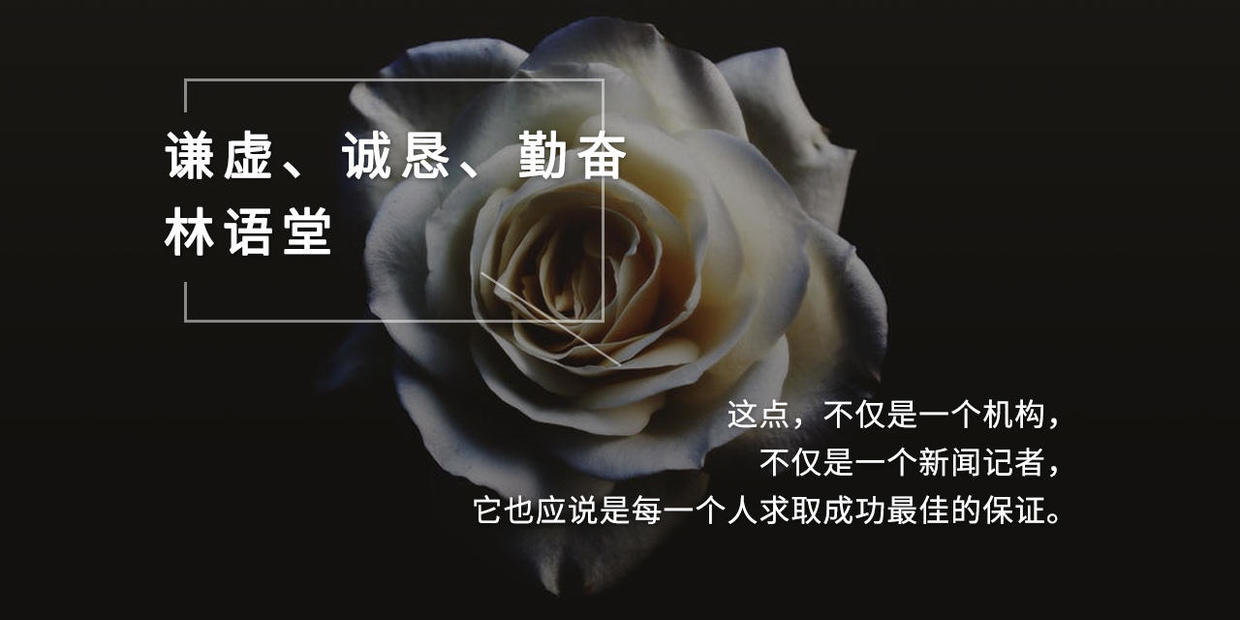 谦虚、诚恳、勤奋
林语堂
这点，不仅是一个机构，
不仅是一个新闻记者，
它也应说是每一个人求取成功最佳的保证。